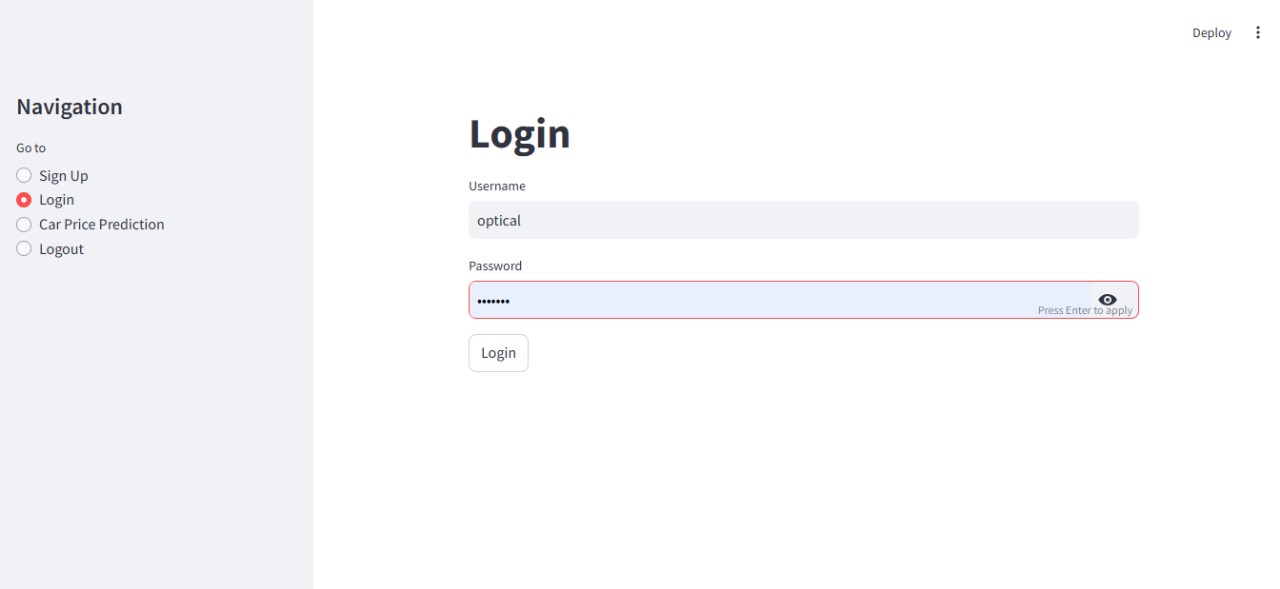 Deploy
Navigation
Go to
Sign Up
Login
Car Price Prediction
Logout
Login
Username
optical
Password
•••••••
Press Enter to apply
Login